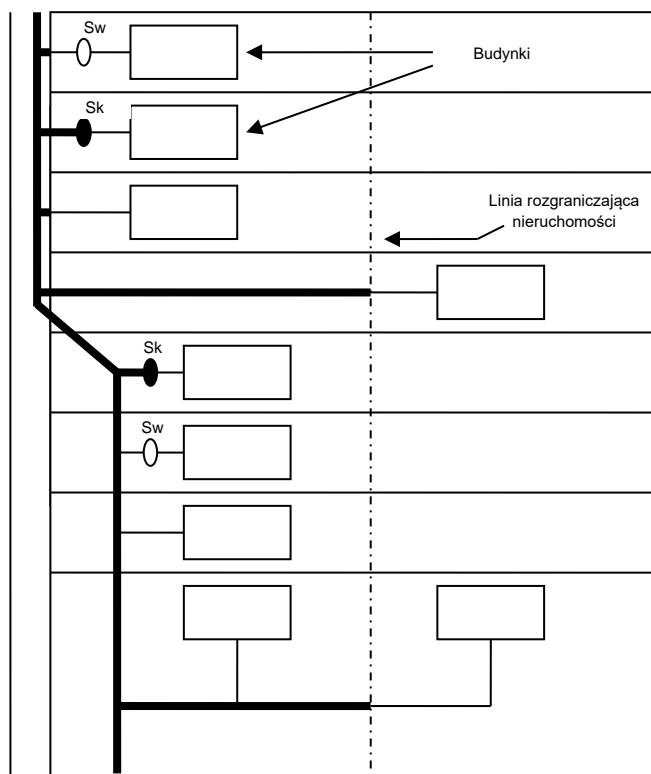 Sw
Budynki
Sk
Linia rozgraniczająca
nieruchomości
Sk
Sw